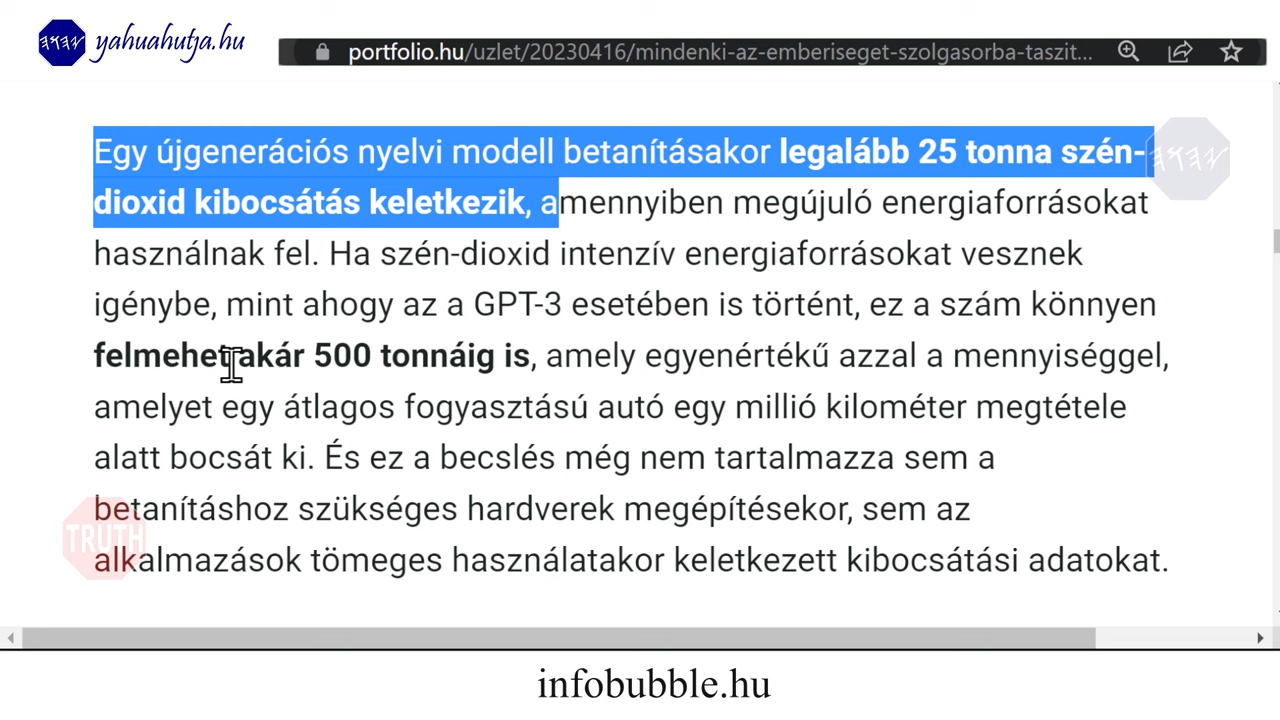 yahuahutja.hu
portfolio.hu/uzlet/20230416/mindenki-az-emberiseget-szolgasorba-taszit...
Egy újgenerációs nyelvi modell betanításakor legalább 25 tonna szén-
dioxid kibocsátás keletkezik, amennyiben megújuló energiaforrásokat
használnak fel. Ha szén-dioxid intenzív energiaforrásokat vesznek
igénybe, mint ahogy az a GPT-3 esetében is történt, ez a szám könnyen
felmehet akár 500 tonnáig is, amely egyenértékű azzal a mennyiséggel,
amelyet egy átlagos fogyasztású autó egy millió kilométer megtétele
alatt bocsát ki. És ez a becslés még nem tartalmazza sem a
betanításhoz szükséges hardverek megépítésekor, sem az
TRUTH
alkalmazások tömeges használatakor keletkezett kibocsátási adatokat.
infobubble.hu